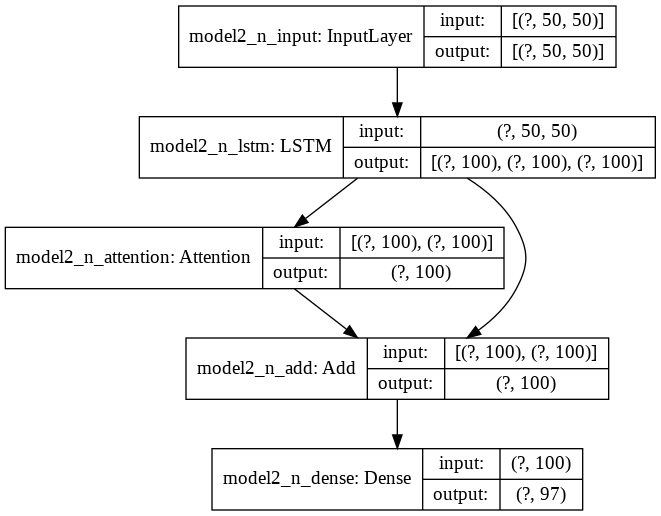 model2_n_input: InputLayer
input:
[(?, 50, 50)]
output:
[(?, 50, 50)]
model2_n_lstm: LSTM
input:
(?, 50, 50)
output:
[(?, 100), (?, 100), (?, 100)]
model2_n_attention: Attention
input:
[(?, 100), (?, 100)]
output:
(?, 100)
model2_n_add: Add
input:
[(?, 100), (?, 100)]
output:
(?, 100)
model2_n_dense: Dense
input:
(?, 100)
output:
(?, 97)